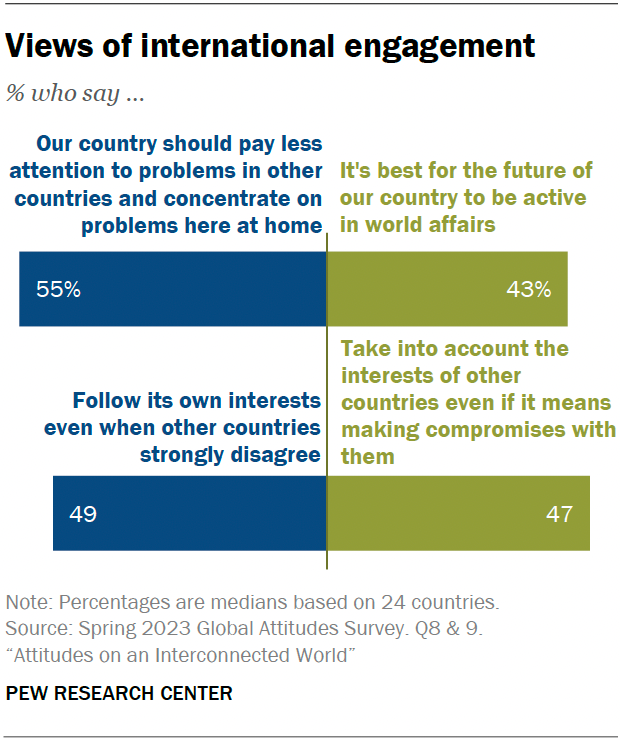 Views of international engagement
% who say ...
Our country should pay less
attention to problems in other
countries and concentrate on
problems here at home
It's best for the future of
our country to be active
in world affairs
55%
43%
Follow its own interests
even when other countries
strongly disagree
Take into account the
interests of other
countries even if it means
making compromises with
them
49
47
Note: Percentages are medians based on 24 countries.
Source: Spring 2023 Global Attitudes Survey. Q8 & 9.
“Attitudes on an Interconnected World”
PEW RESEARCH CENTER